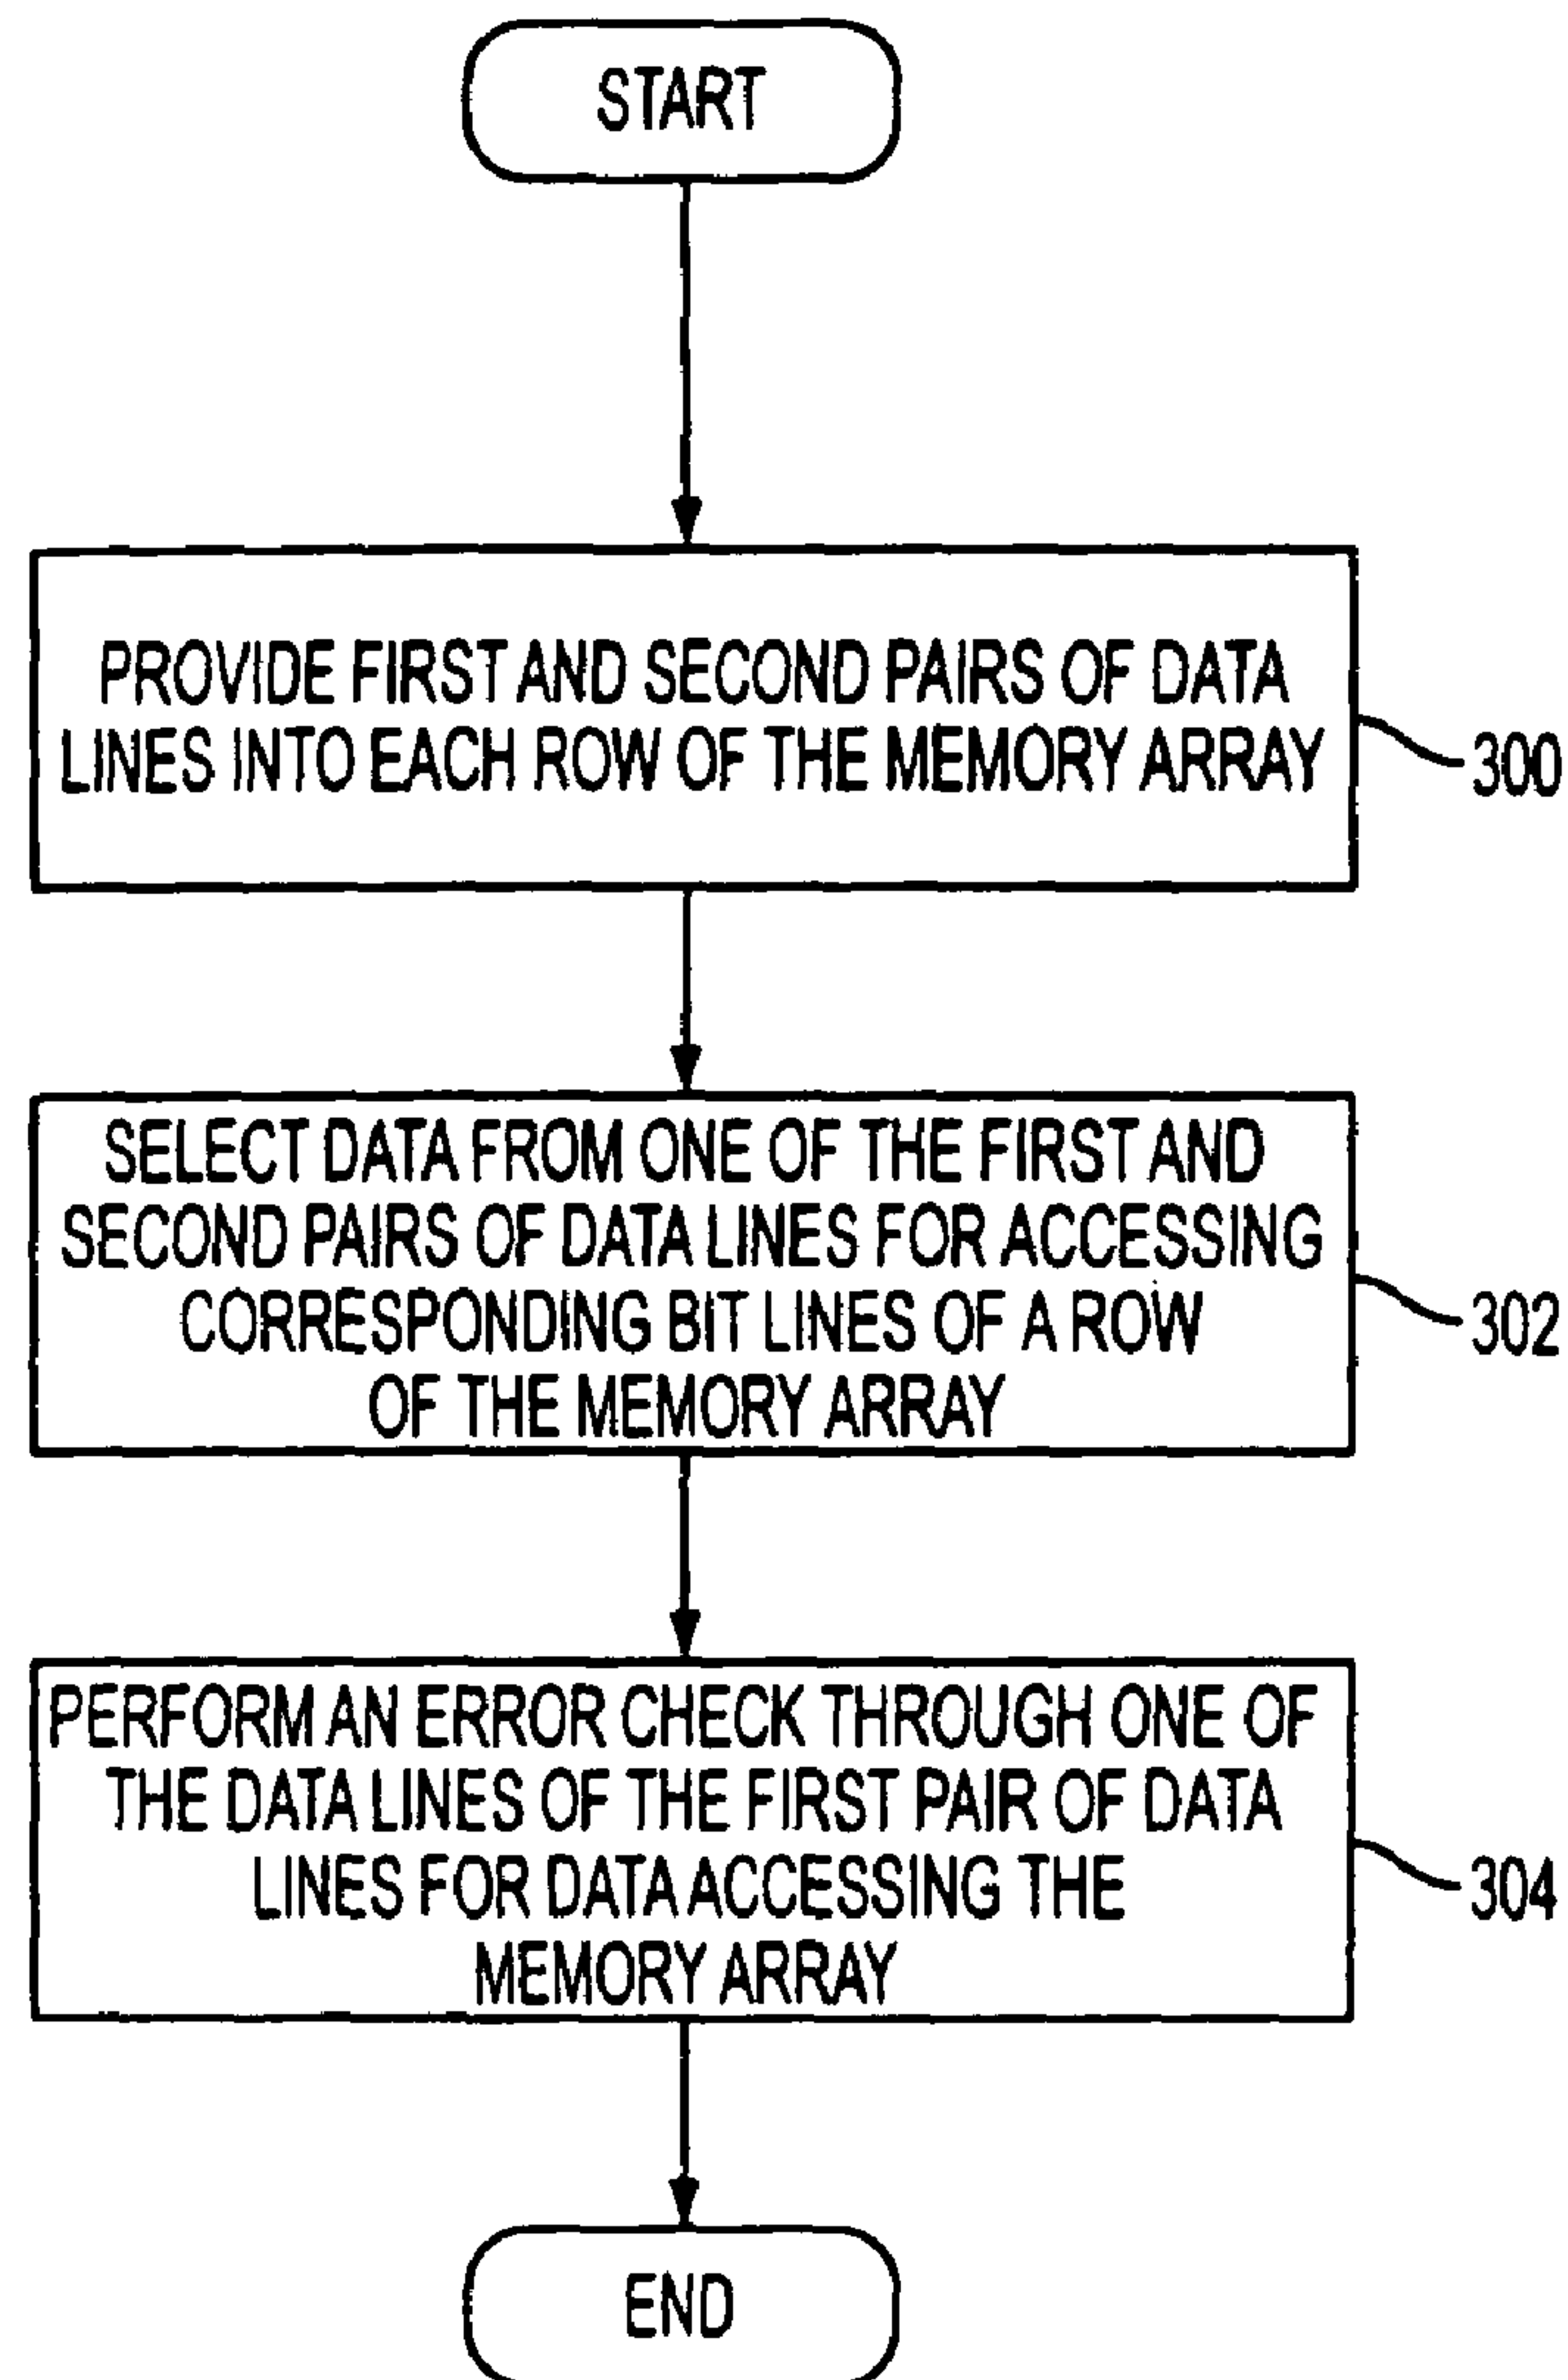 START
PROVIDE FIRST AND SECOND PAIRS OF DATA
LINES INTO EACH ROW OF THE MEMORY ARRAY
300
SELECT DATA FROM ONE OF THE FIRST AND
SECOND PAIRS OF DATA LINES FOR ACCESSING
CORRESPONDING BIT LINES OF A ROW
OF THE MEMORY ARRAY
302
PERFORM AN ERROR CHECK THROUGH ONE OF
THE DATA LINES OF THE FIRST PAIR OF DATA
LINES FOR DATA ACCESSING THE
MEMORY ARRAY
304
END